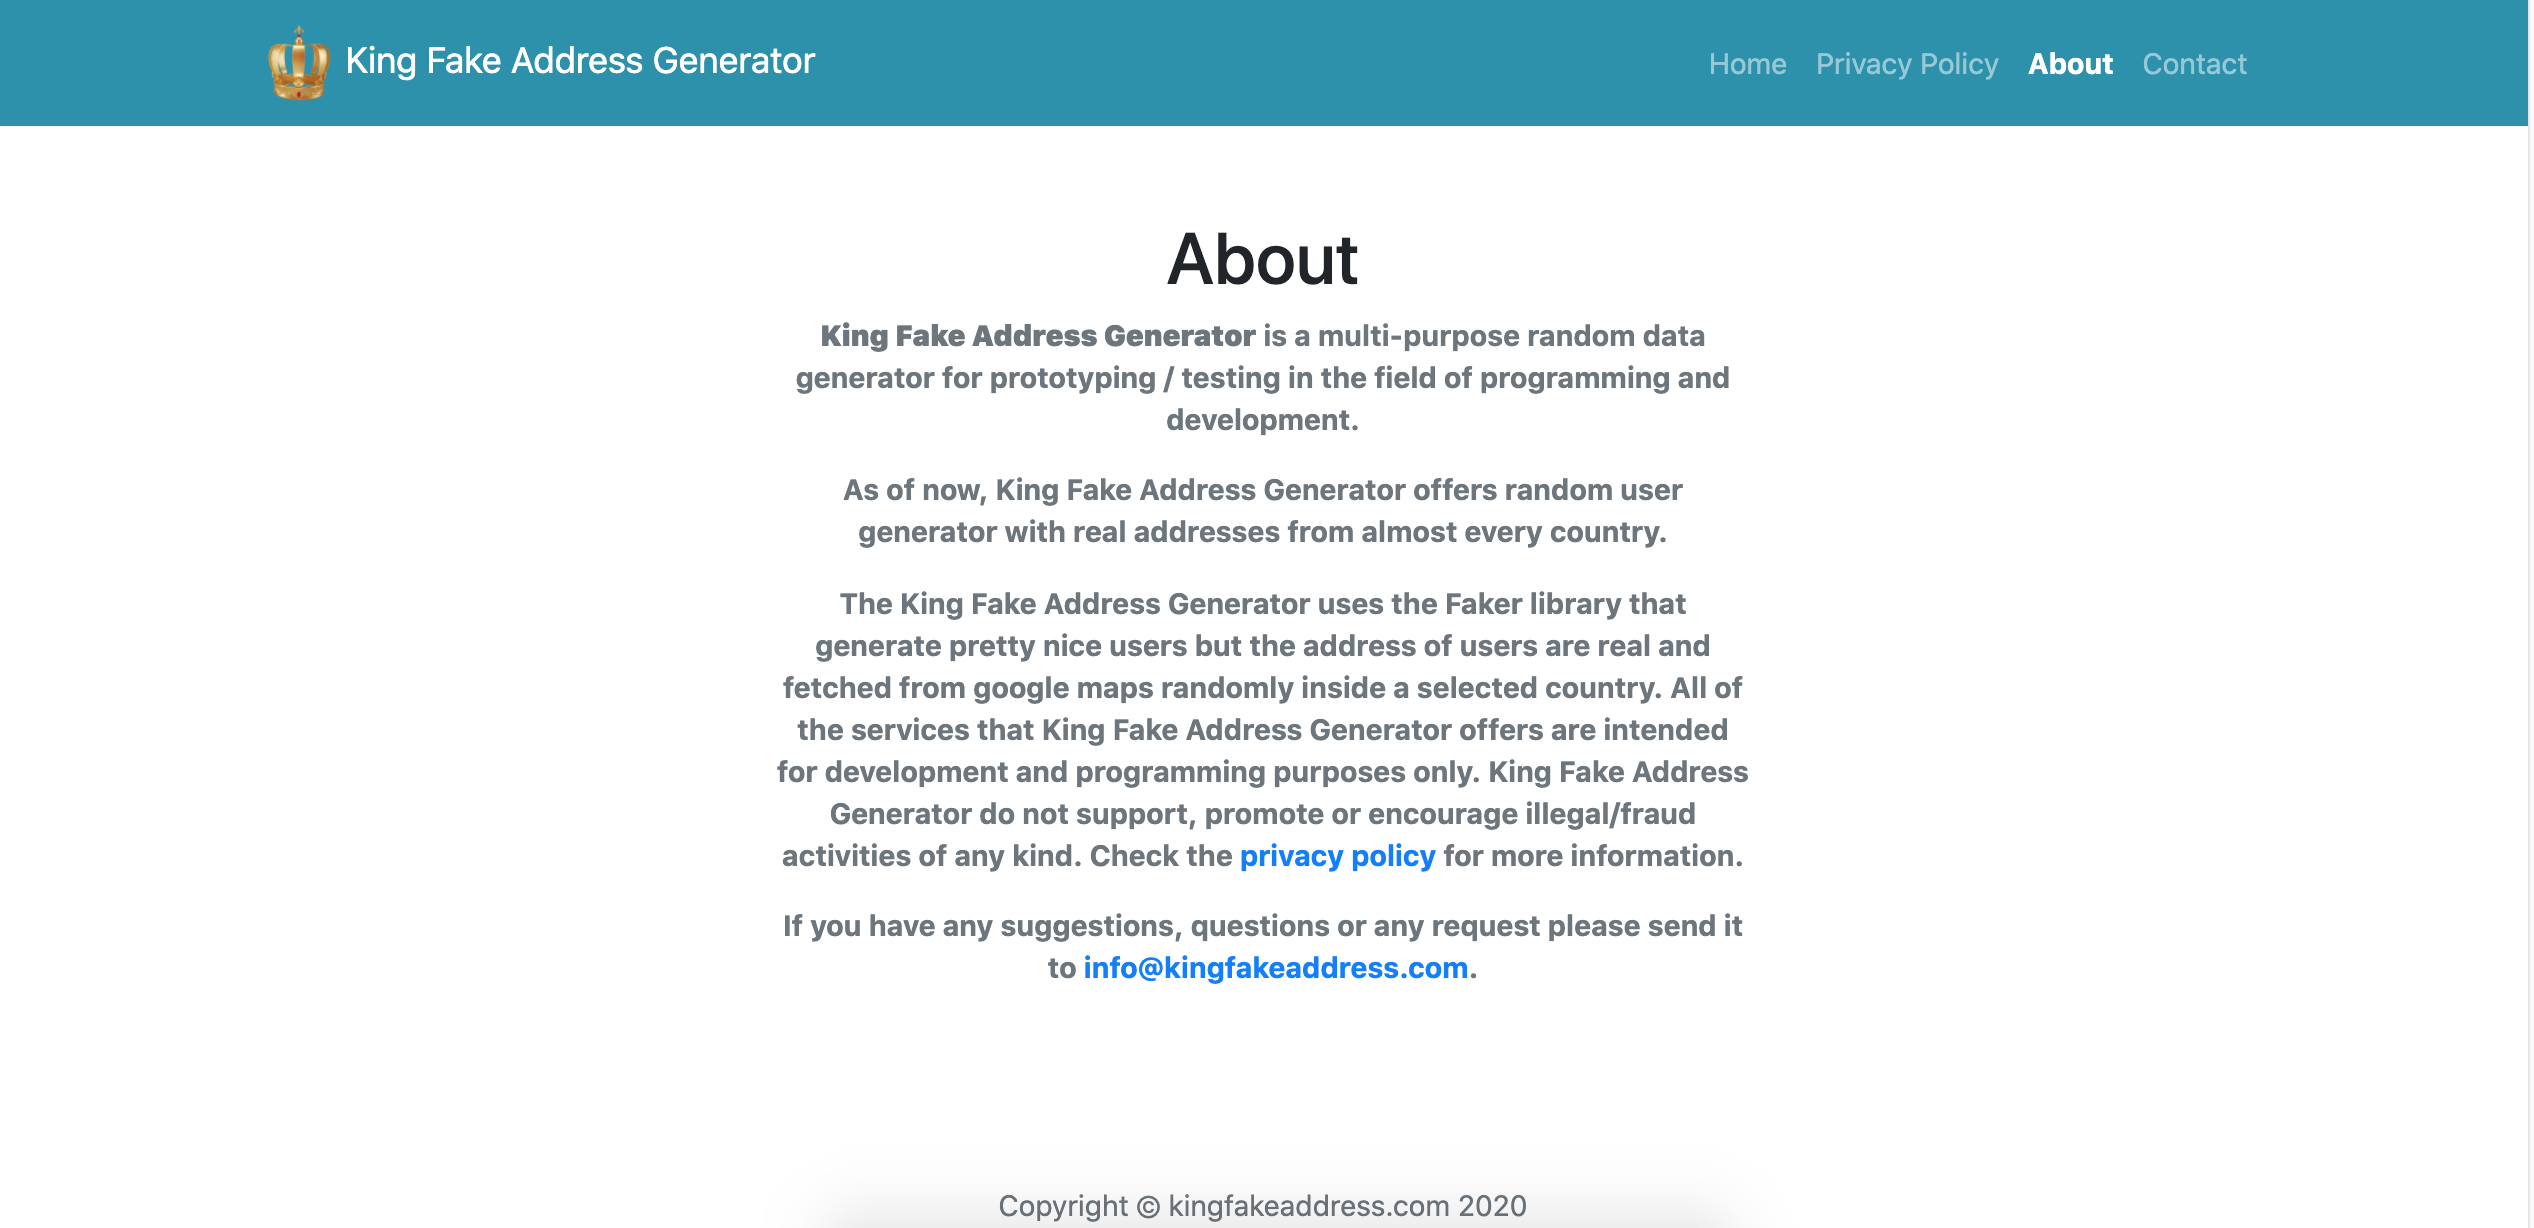 King Fake Address Generator
Home Privacy Policy About Contact
About
King Fake Address Generator is a multi-purpose random data
generator for prototyping / testing in the field of programming and
development.
As of now, King Fake Address Generator offers random user
generator with real addresses from almost every country.
The King Fake Address Generator uses the Faker library that
generate pretty nice users but the address of users are real and
fetched from google maps randomly inside a selected country. All of
the services that King Fake Address Generator offers are intended
for development and programming purposes only. King Fake Address
Generator do not support, promote or encourage illegal/fraud
activities of any kind. Check the privacy policy for more information.
If you have any suggestions, questions or any request please send it
to info@kingfakeaddress.com.
Copyright © kingfakeaddress.com 2020